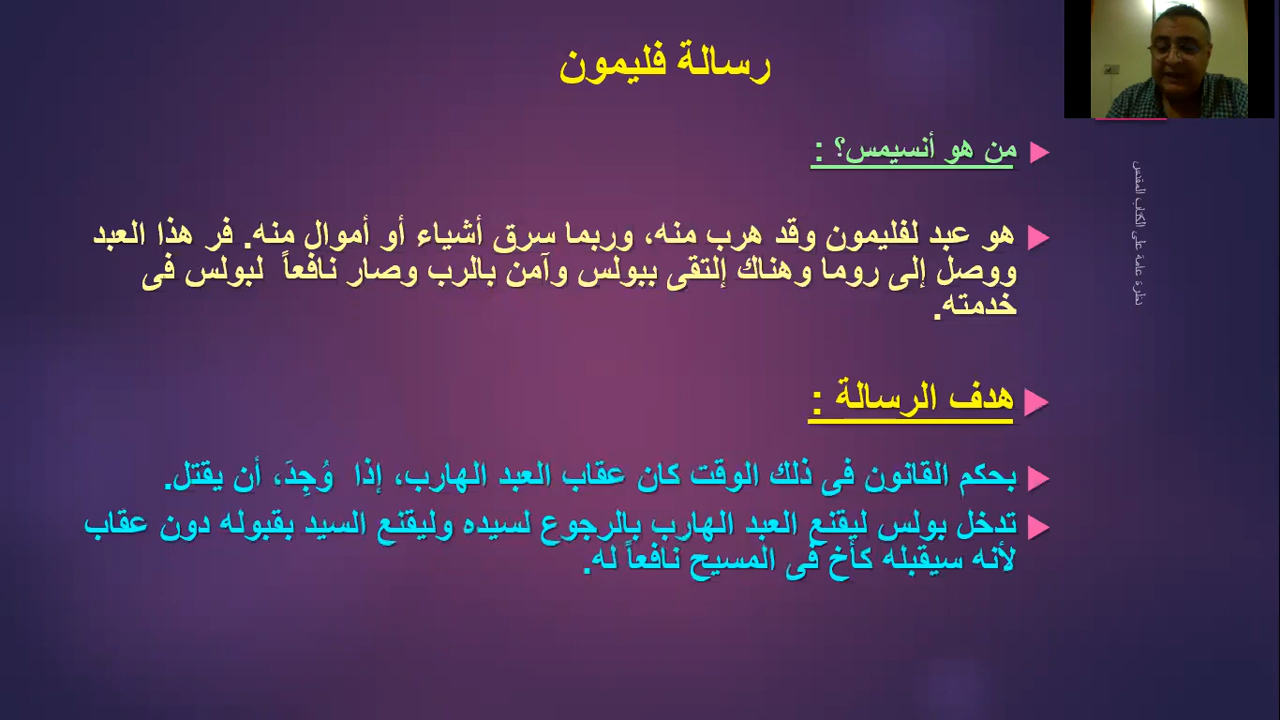 رسالة فليمون
من هو أنسيمس؟ :
هو عبد لفليمون وقد هرب منه، وربما سرق أشياء أو أموال منه. فر هذا العبد
ووصل إلى روما وهناك إلتقى ببولس وآمن بالرب وصار نافعاً لبولس فى
خدمته.
هدف الرسالة :
بحكم القانون فى ذلك الوقت كان عقاب العبد الهارب، إذا وُجِدَ، أن يقتل.
تدخل بولس ليقنع العبد الهارب بالرجوع لسيده وليقنع السيد بقبوله دون عقاب
لأنه سيقبله كأخ فى المسيح نافعاً له.
نظرة عامة على الكتاب المقدس